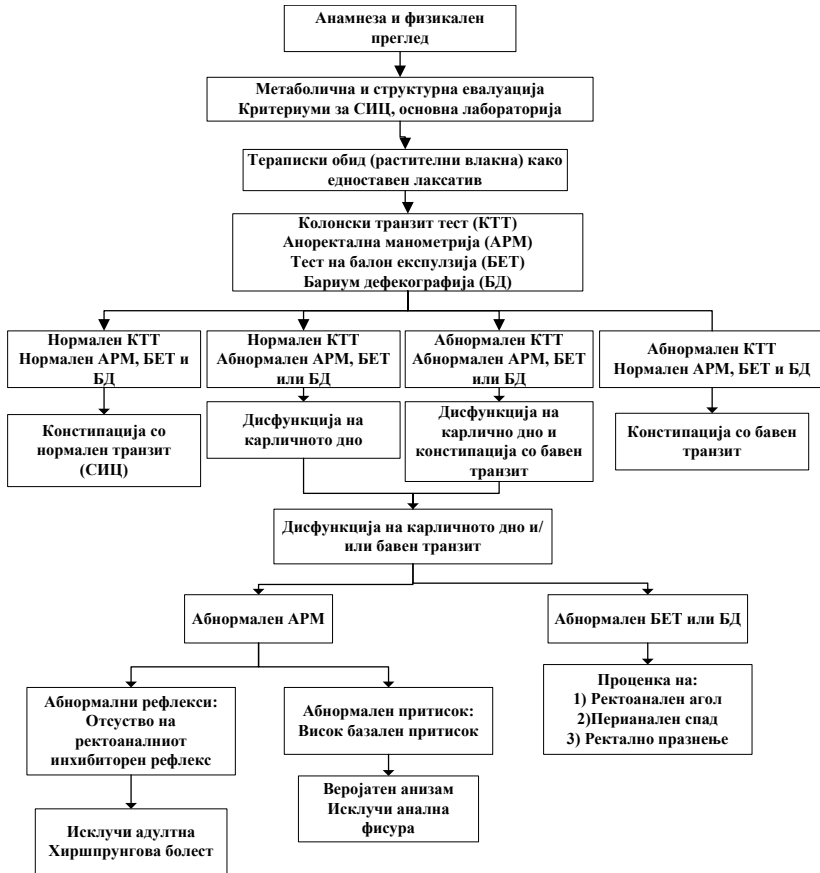 Анамнеза и физикален
преглед
Метаболична и структурна евалуација
Критериуми за СИЦ, основна лабораторија
Тераписки обид (растителни влакна) како
едноставен лаксатив
Колонски транзит тест (КТТ)
Аноректална манометрија (АРМ)
Тест на балон експулзија (БЕТ)
Бариум дефекографија (БД)
Нормален КТТ
Нормален АРМ, БЕТ и
БД
Нормален КТТ
Абнормален АРМ, БЕТ
или БД
Абнормален КТТ
Абнормален АРМ, БЕТ
или БД
Абнормален КТТ
Нормален АРМ, БЕТ и БД
Констипација со
нормален транзит
(СИЦ)
Дисфункција на
карличното дно
Дисфункција на
карлично дно и
констипација со бавен
транзит
Констипација со бавен
транзит
Дисфункција на карличното дно и/
или бавен транзит
Абнормален АРМ
Абнормален БЕТ или БД
Абнормални рефлекси:
Отсуство на
ректоаналниот
инхибиторен рефлекс
Абнормален притисок:
Висок базален притисок
Проценка на:
1) Ректоанален агол
2)Перианален спад
3) Ректално празнење
Исклучи адултна
Хиршпрунгова болест
Веројатен анизам
Исклучи анална
фисура